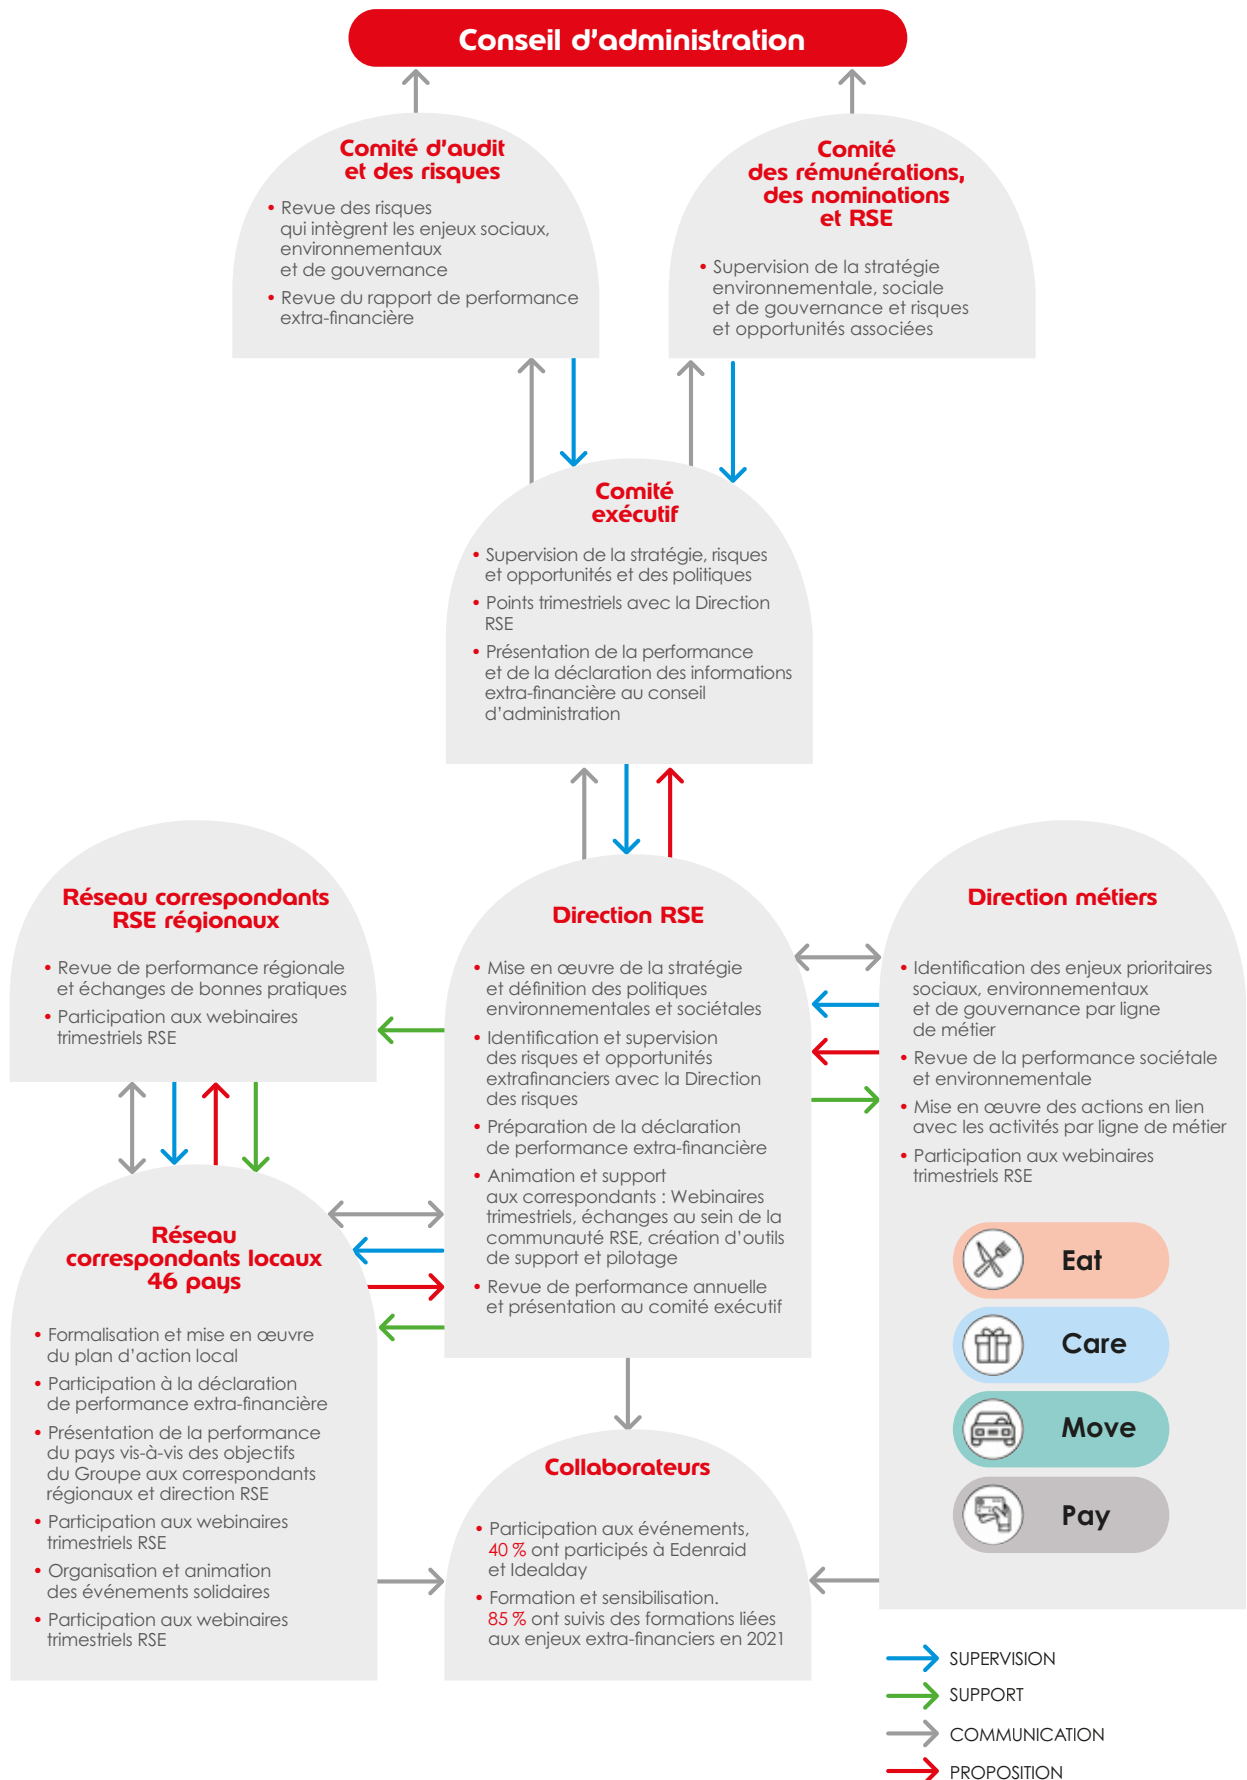 Conseil d'administration
Comité d'audit
et des risques
• Revue des risques
qui intègrent les enjeux sociaux,
environnementaux
et de gouvernance
• Revue du rapport de performance
extra-financière
Comité
des rémunérations,
des nominations
et RSE
• Supervision de la stratégie
environnementale, sociale
et de gouvernance et risques
et opportunités associées
Comité
exécutif
• Supervision de la stratégie, risques
et opportunités et des politiques
• Points trimestriels avec la Direction
RSE
• Présentation de la performance
et de la déclaration des informations
extra-financière au conseil
d'administration
Réseau correspondants
RSE régionaux
• Revue de performance régionale
et échanges de bonnes pratiques
• Participation aux webinaires
trimestriels RSE
Direction RSE
• Mise en œuvre de la stratégie
et définition des politiques
environnementales et sociétales
• Identification et supervision
des risques et opportunités
extrafinanciers avec la Direction
des risques
• Préparation de la déclaration
de performance extra-financière
• Animation et support
aux correspondants : Webinaires
trimestriels, échanges au sein de la
communauté RSE, création d'outils
de support et pilotage
• Revue de performance annuelle
et présentation au comité exécutif
Direction métiers
• Identification des enjeux prioritaires
sociaux, environnementaux
et de gouvernance par ligne
de métier
• Revue de la performance sociétale
et environnementale
• Mise en œuvre des actions en lien
avec les activités par ligne de métier
• Participation aux webinaires
trimestriels RSE
Eat
Care
Move
Pay
Réseau
correspondants locaux
46 pays
• Formalisation et mise en œuvre
du plan d'action local
• Participation à la déclaration
de performance extra-financière
• Présentation de la performance
du pays vis-à-vis des objectifs
du Groupe aux correspondants
régionaux et direction RSE
• Participation aux webinaires
trimestriels RSE
• Organisation et animation
des événements solidaires
• Participation aux webinaires
trimestriels RSE
Collaborateurs
• Participation aux événements,
40 % ont participés à Edenraid
et Idealday
• Formation et sensibilisation.
85 % ont suivis des formations liées
aux enjeux extra-financiers en 2021
SUPERVISION
SUPPORT
COMMUNICATION
PROPOSITION